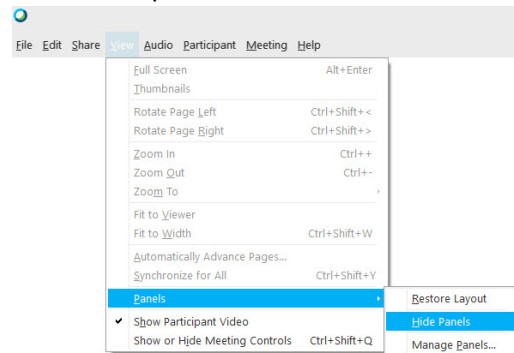 File Edit Share View Audio Participant Meeting Help
Full Screen Alt+Enter
Thumbnails
Rotate Page Left Ctrl+Shift+<
Rotate Page Right Ctrl+Shift+>
Zoom In Ctrl++
Zoom Out Ctrl+-
Zoom To
Fit to Viewer
Fit to Width Ctrl+Shift+W
Automatically Advance Pages...
Synchronize for All Ctrl+Shift+Y
Panels
Restore Layout
Show Participant Video
Hide Panels
Show or Hide Meeting Controls Ctrl+Shift+Q
Manage Panels...